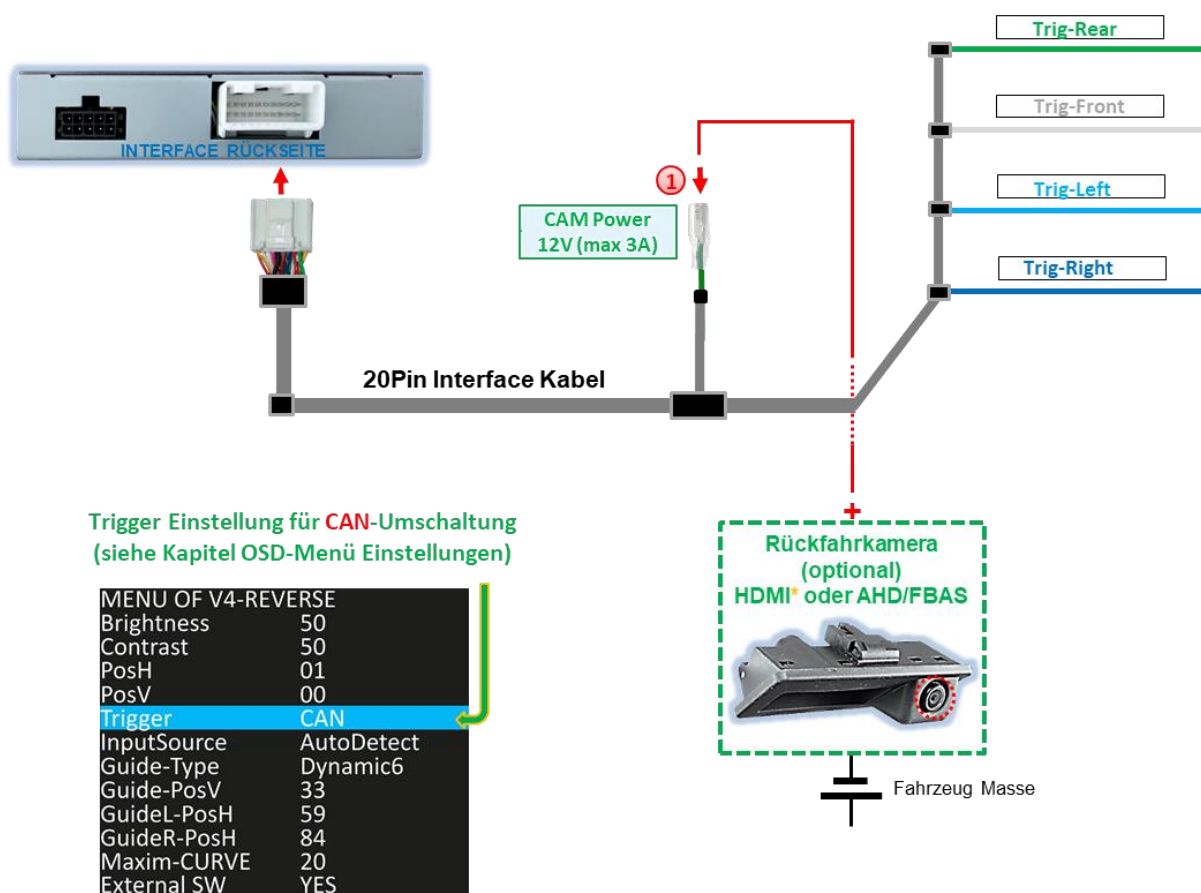 Trig-Rear
Trig-Front
Trig-Left
Trig-Right
INTERFACE RÜCKSEITE
1
CAM Power
12V (max 3A)
20Pin Interface Kabel
Trigger Einstellung für CAN-Umschaltung
(siehe Kapitel OSD-Menü Einstellungen)
MENU OF V4-REVERSE
Brightness 50
Contrast 50
PosH 01
PosV 00
Trigger CAN
InputSource AutoDetect
Guide-Type Dynamic6
Guide-PosV 33
GuideL-PosH 59
GuideR-PosH 84
Maxim-CURVE 20
External SW YES
+
Rückfahrkamera
(optional)
HDMI* oder AHD/FBAS
Fahrzeug Masse